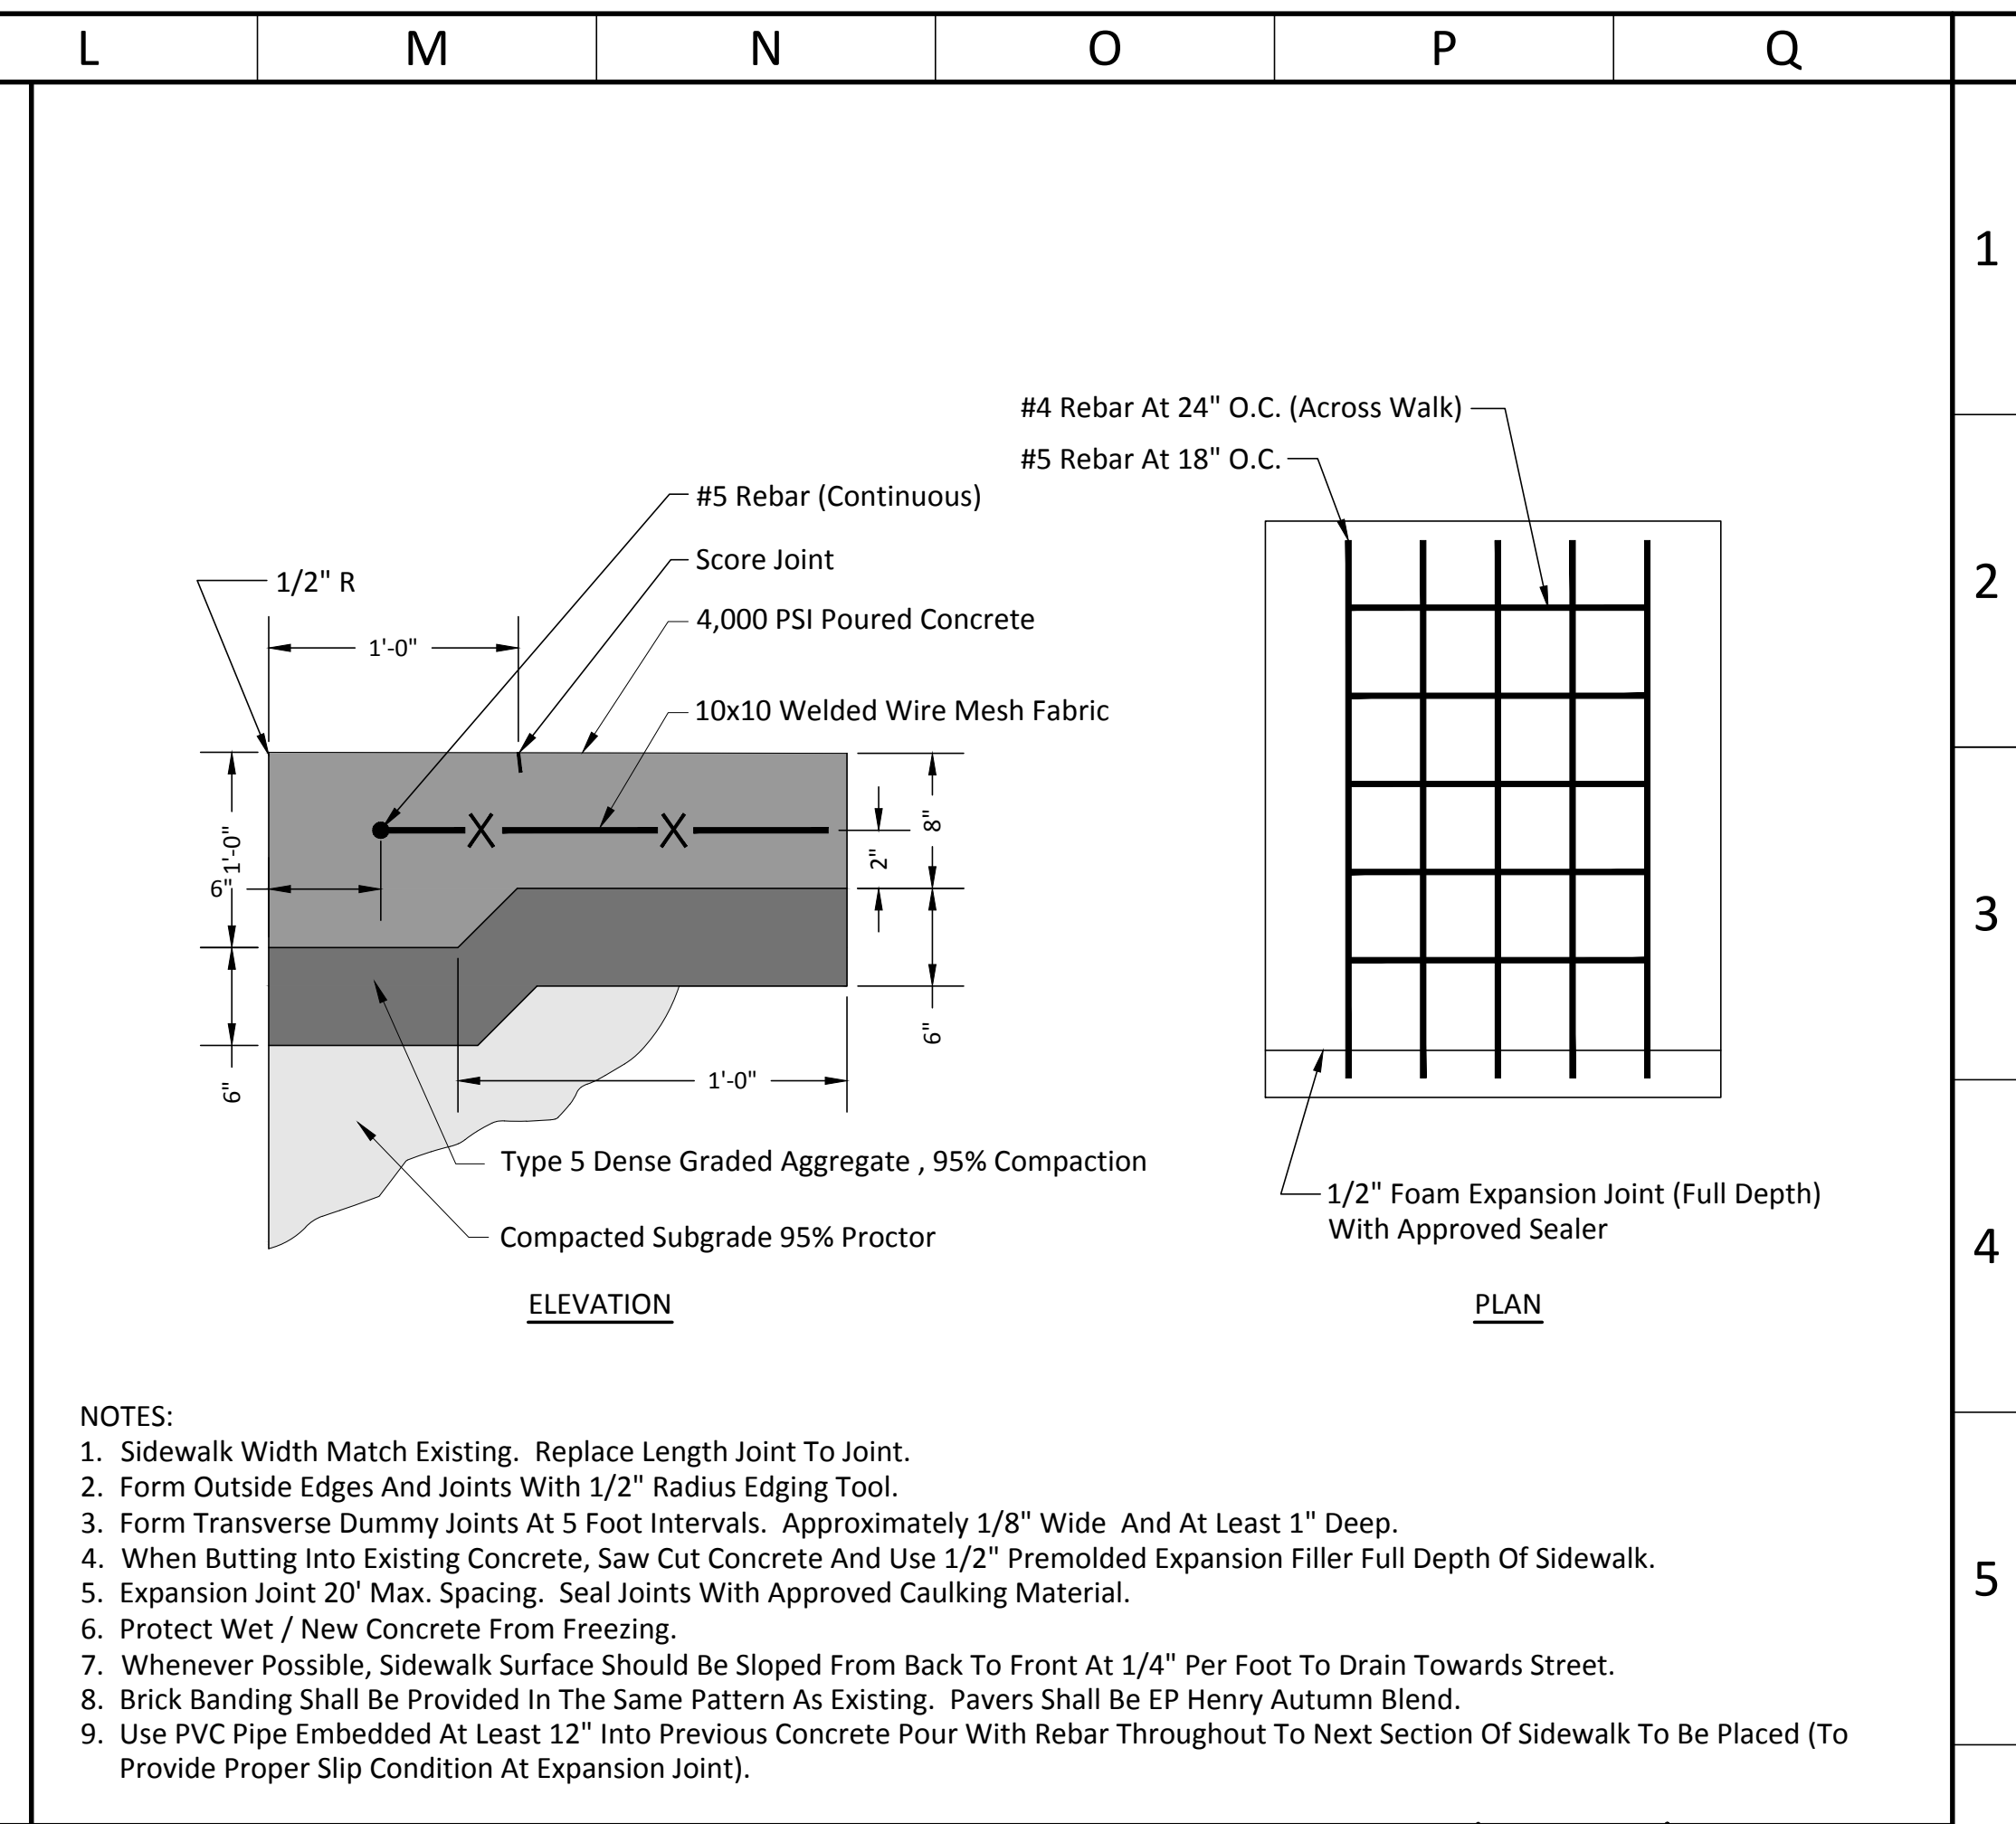 L M N O P Q
1
#4 Rebar At 24" O.C. (Across Walk)
#5 Rebar At 18" O.C.
#5 Rebar (Continuous)
Score Joint
1/2" R
2
4,000 PSI Poured Concrete
1'-0"
10x10 Welded Wire Mesh Fabric
8"
1'-0"
2"
6"
3
6"
6"
1'-0"
Type 5 Dense Graded Aggregate , 95% Compaction
1/2" Foam Expansion Joint (Full Depth)
With Approved Sealer
Compacted Subgrade 95% Proctor
4
ELEVATION
PLAN
NOTES:
1. Sidewalk Width Match Existing. Replace Length Joint To Joint.
2. Form Outside Edges And Joints With 1/2" Radius Edging Tool.
3. Form Transverse Dummy Joints At 5 Foot Intervals. Approximately 1/8" Wide And At Least 1" Deep.
4. When Butting Into Existing Concrete, Saw Cut Concrete And Use 1/2" Premolded Expansion Filler Full Depth Of Sidewalk.
5
5. Expansion Joint 20' Max. Spacing. Seal Joints With Approved Caulking Material.
6. Protect Wet / New Concrete From Freezing.
7. Whenever Possible, Sidewalk Surface Should Be Sloped From Back To Front At 1/4" Per Foot To Drain Towards Street.
8. Brick Banding Shall Be Provided In The Same Pattern As Existing. Pavers Shall Be EP Henry Autumn Blend.
9. Use PVC Pipe Embedded At Least 12" Into Previous Concrete Pour With Rebar Throughout To Next Section Of Sidewalk To Be Placed (To
Provide Proper Slip Condition At Expansion Joint).